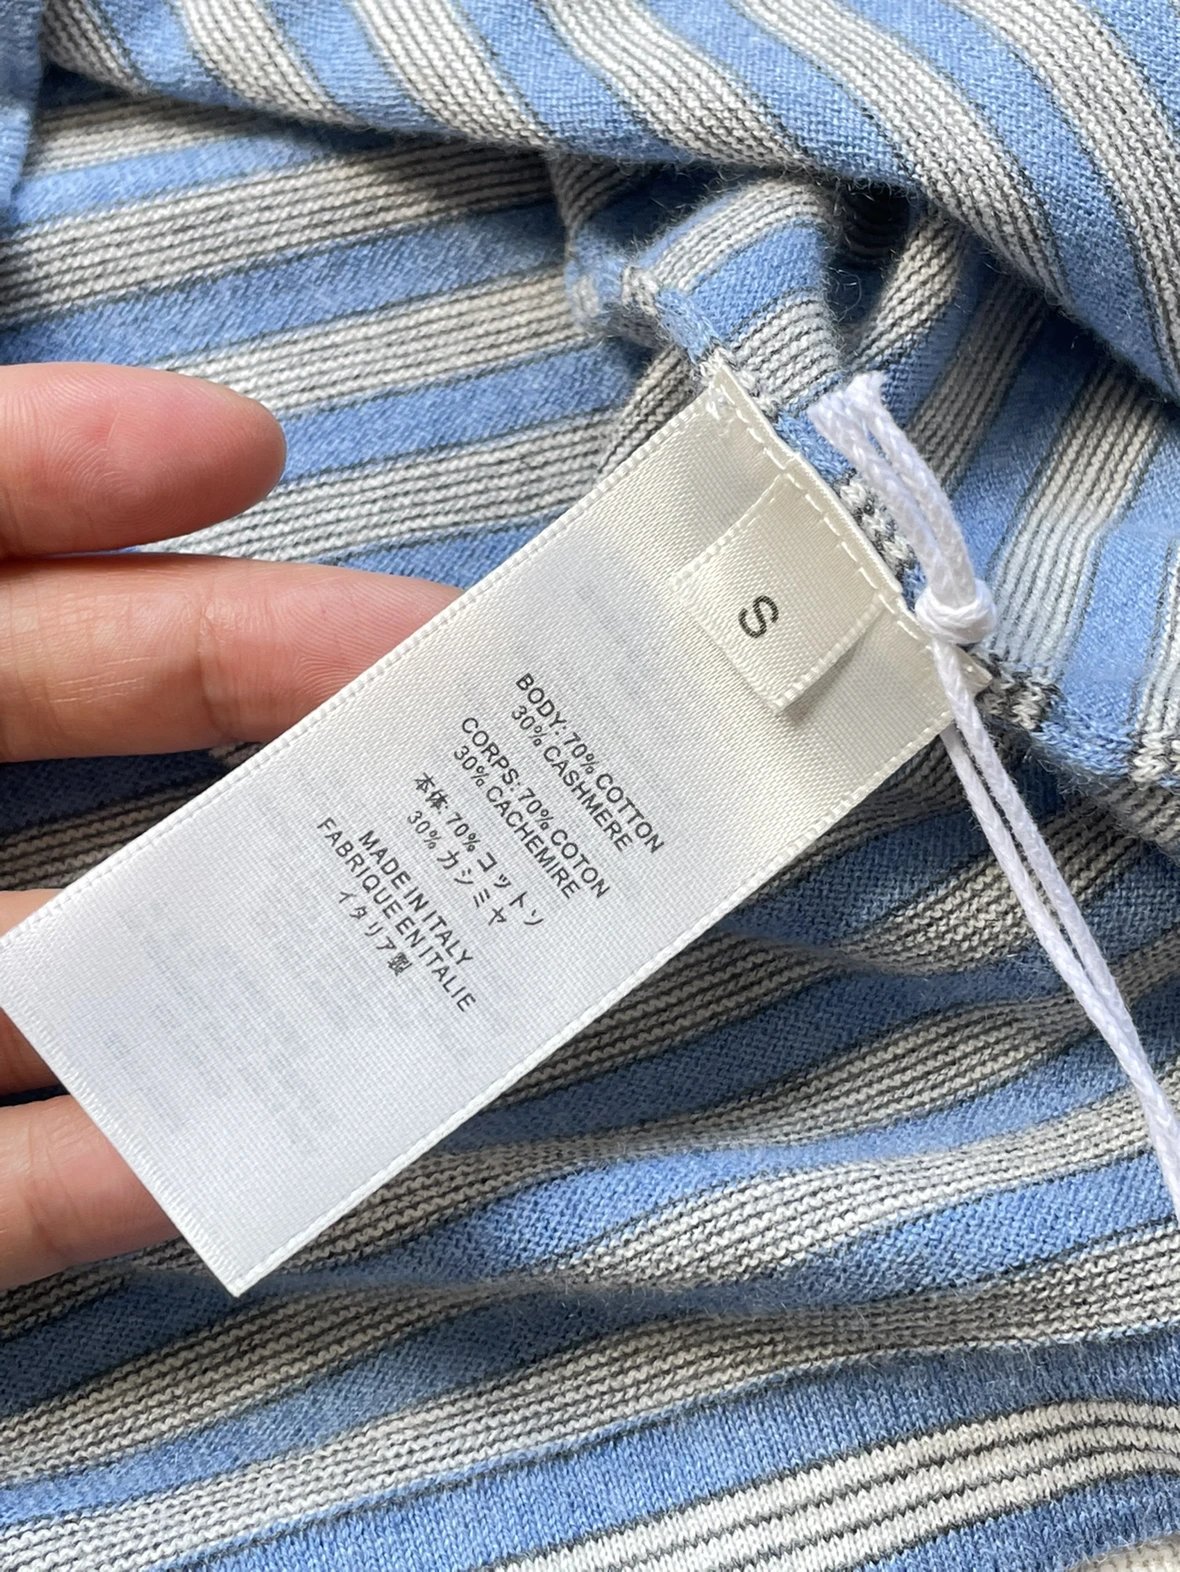 S
BODY: 70% COTTON
30% CASHMERE
CORPS: 70% COTON
30% CACHEMIRE
本体: 70% コットン
30% カシミヤ
MADE IN ITALY
FABRIQUE EN ITALIE
イタリア製